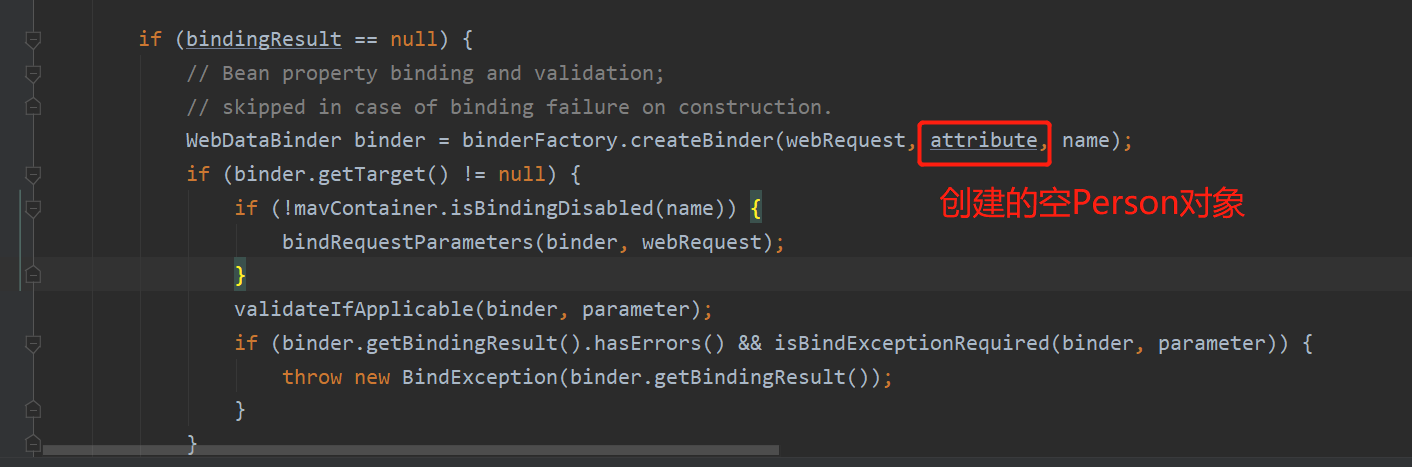 if (bindingResult == null) {
// Bean property binding and validation;
// skipped in case of binding failure on construction.
WebDataBinder binder = binderFactory.createBinder(webRequest, attribute, name);
if (binder.getTarget() != null) {
if (!mavContainer.isBindingDisabled(name)) {
创建的空Person对象
bindRequestParameters(binder, webRequest);
}
validateIfApplicable(binder, parameter);
if (binder.getBindingResult().hasErrors() && isBindExceptionRequired(binder, parameter)) {
throw new BindException(binder.getBindingResult());
}
}